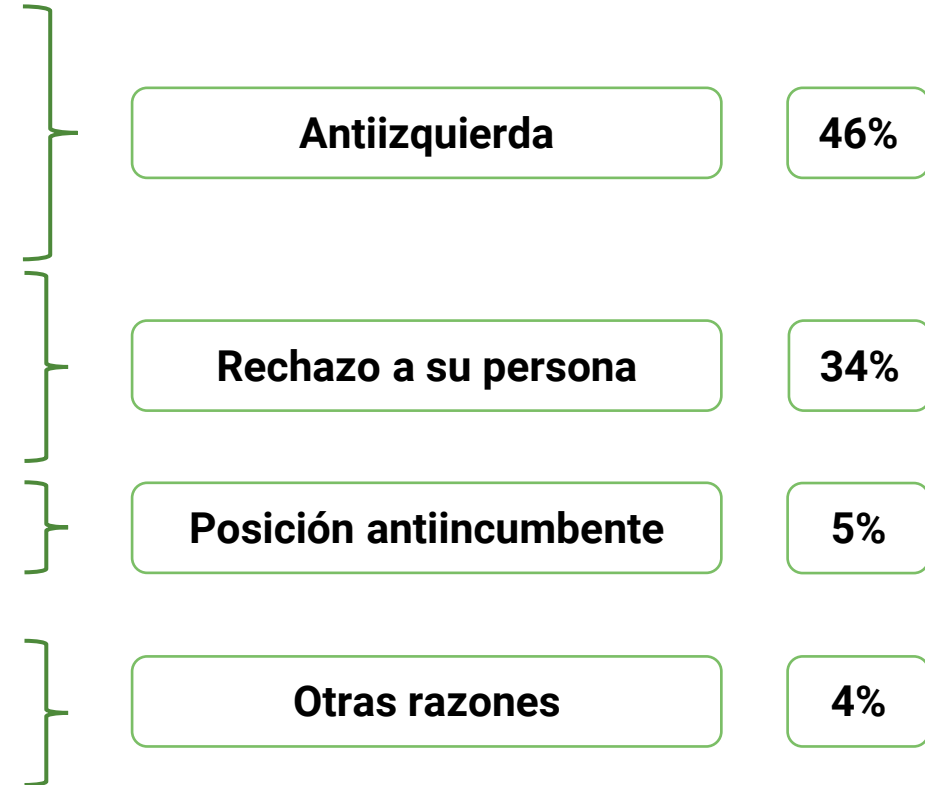 Antiizquierda 46%
Rechazo a su persona 34%
Posición antiincumbente 5%
Otras razones 4%